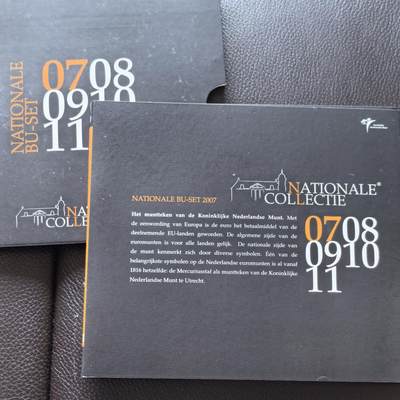 NATIONALE
BU-SET
0708
0910
11
NATIONALE
COLLECTIE
NATIONALE BU-SET 2007
NATIONALE®
COLLECTIE
Het muntteken van de Koninklijke Nederlandse Munt. Met
de eenwording van Europa is de euro het betaalmiddel van de
deelnemende EU-landen geworden. De algemene zijde van de
euromunten is voor alle landen gelijk. De nationale zijde van
de munt kenmerkt zich door diverse symbolen. Één van de
belangrijkste symbolen op de Nederlandse euromunten is al vanaf
1816 hetzelfde: de Mercuriusstaf als muntteken van de Koninklijke
Nederlandse Munt te Utrecht.
0708
0910
11